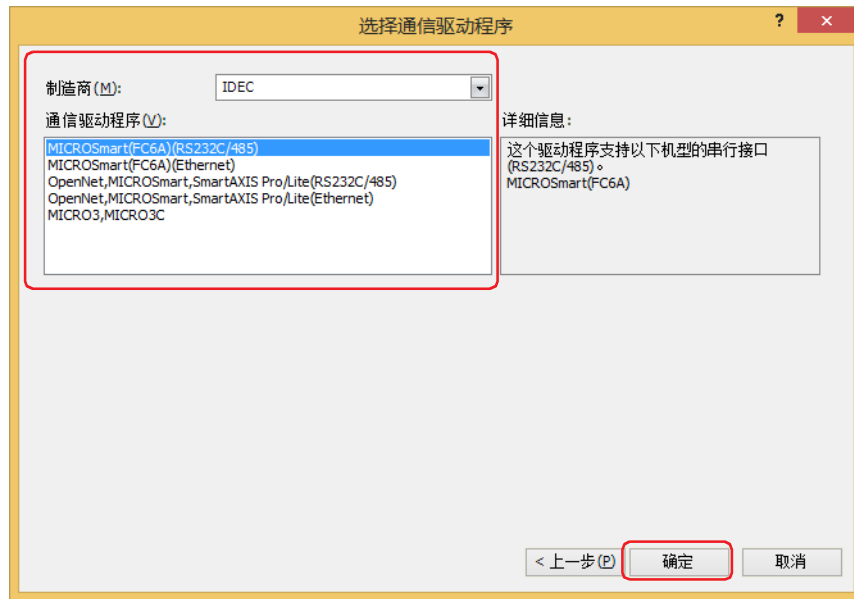 选择通信驱动程序
?
×
制造商(M):
IDEC
通信驱动程序(V):
MICROSmart(FC6A)(RS232C/485)
MICROSmart(FC6A)(Ethernet)
OpenNet,MICROSmart,SmartAXIS Pro/Lite(RS232C/485)
OpenNet,MICROSmart,SmartAXIS Pro/Lite(Ethernet)
MICRO3,MICRO3C
详细信息:
这个驱动程序支持以下机型的串行接口
(RS232C/485)。
MICROSmart(FC6A)
< 上一步(P)
确定
取消